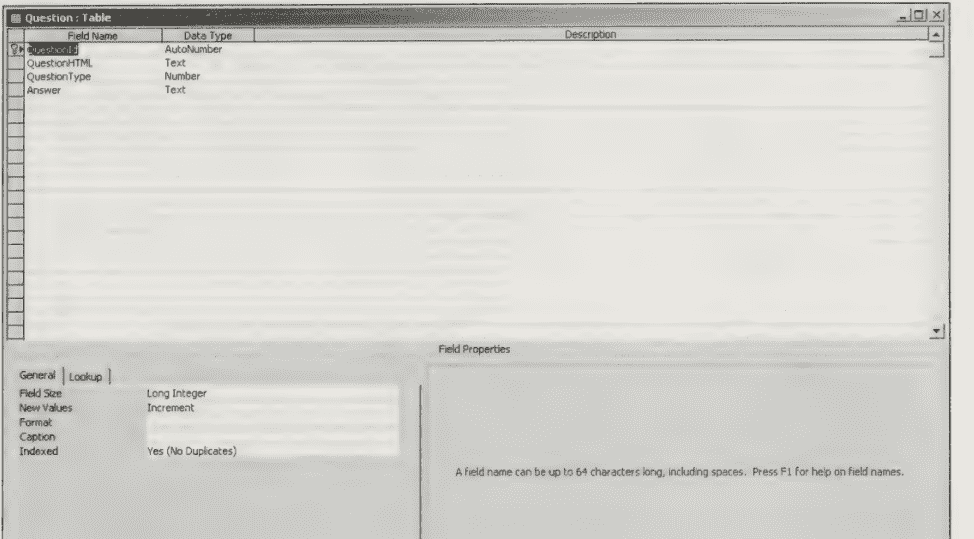 Question : Table
Field Name Data Type Description
QuestionId AutoNumber
QuestionHTML Text
QuestionType Number
Answer Text
Field Properties
General Lookup
Field Size Long Integer
New Values Increment
Format
Caption
Indexed Yes (No Duplicates)
A field name can be up to 64 characters long, including spaces. Press F1 for help on field names.